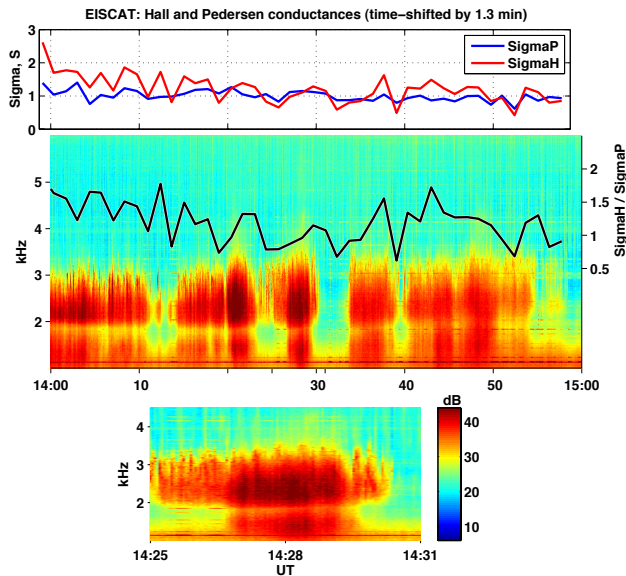 EISCAT: Hall and Pedersen conductances (time−shifted by 1.3 min)
3
2
1
0
Sigma, S
SigmaP
SigmaH
5
4
3
2
kHz
2
1.5
1
0.5
SigmaH / SigmaP
14:00 10 30 40 50 15:00
4
3
2
kHz
14:25 14:28 14:31
UT
dB
40
30
20
10